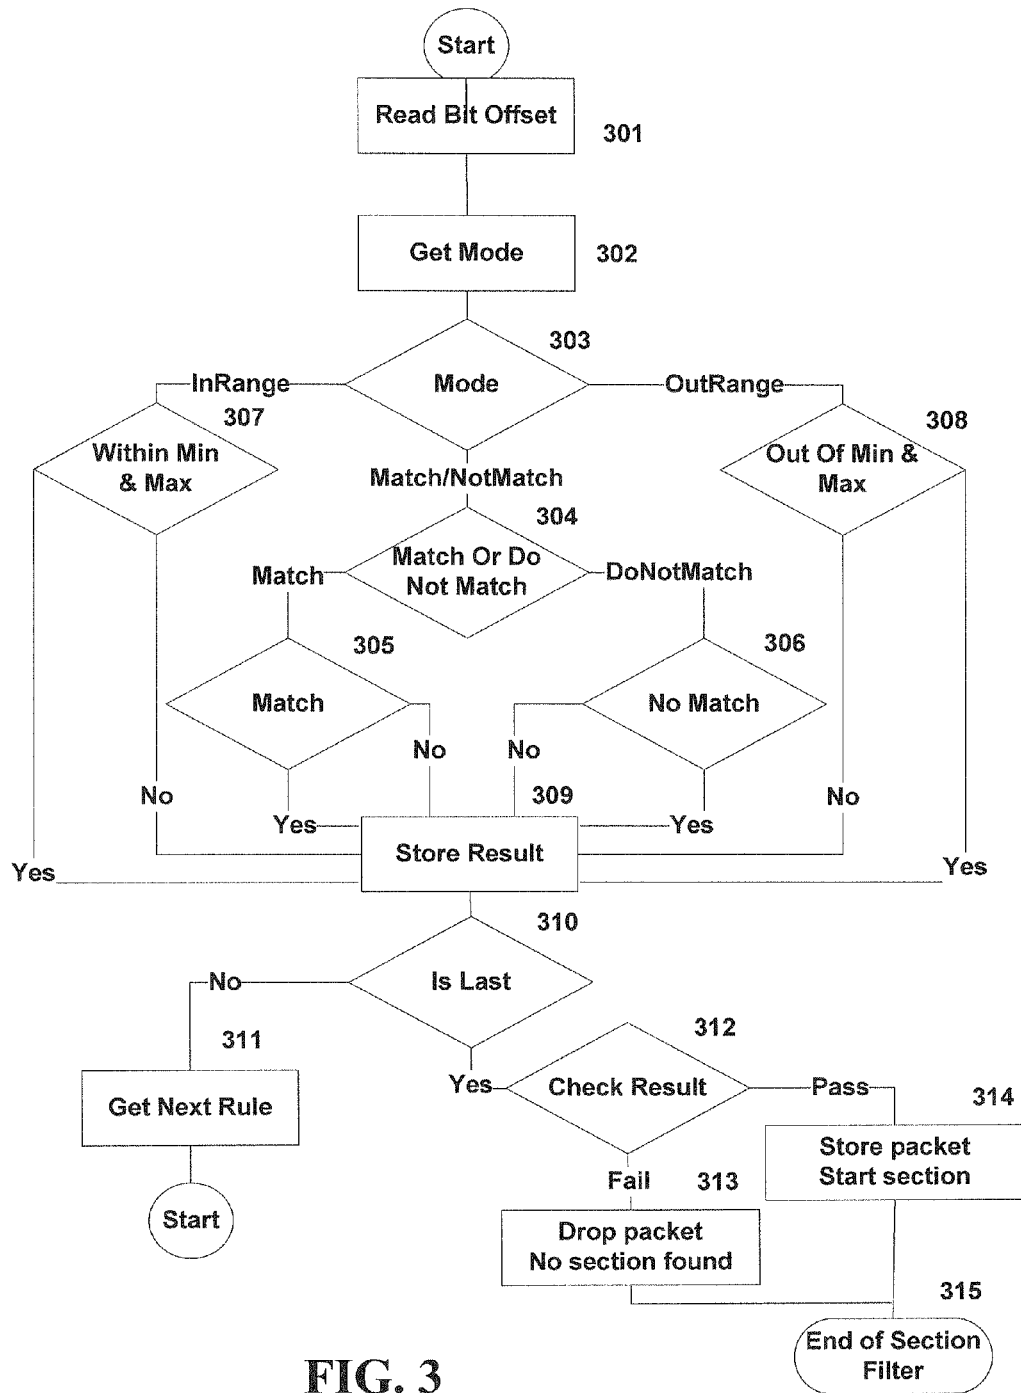 Start
Read Bit Offset
301
Get Mode
302
303
Mode
InRange
OutRange
307
308
Within Min
& Max
Out Of Min &
Max
Match/NotMatch
304
Match Or Do
Not Match
Match
DoNotMatch
305
306
Match
No Match
No
No
No
No
309
Yes
Yes
Store Result
Yes
Yes
310
Is Last
No
311
312
Yes
Check Result
Pass
Get Next Rule
314
Store packet
Start section
Fail
313
Start
Drop packet
No section found
315
End of Section
Filter
FIG. 3